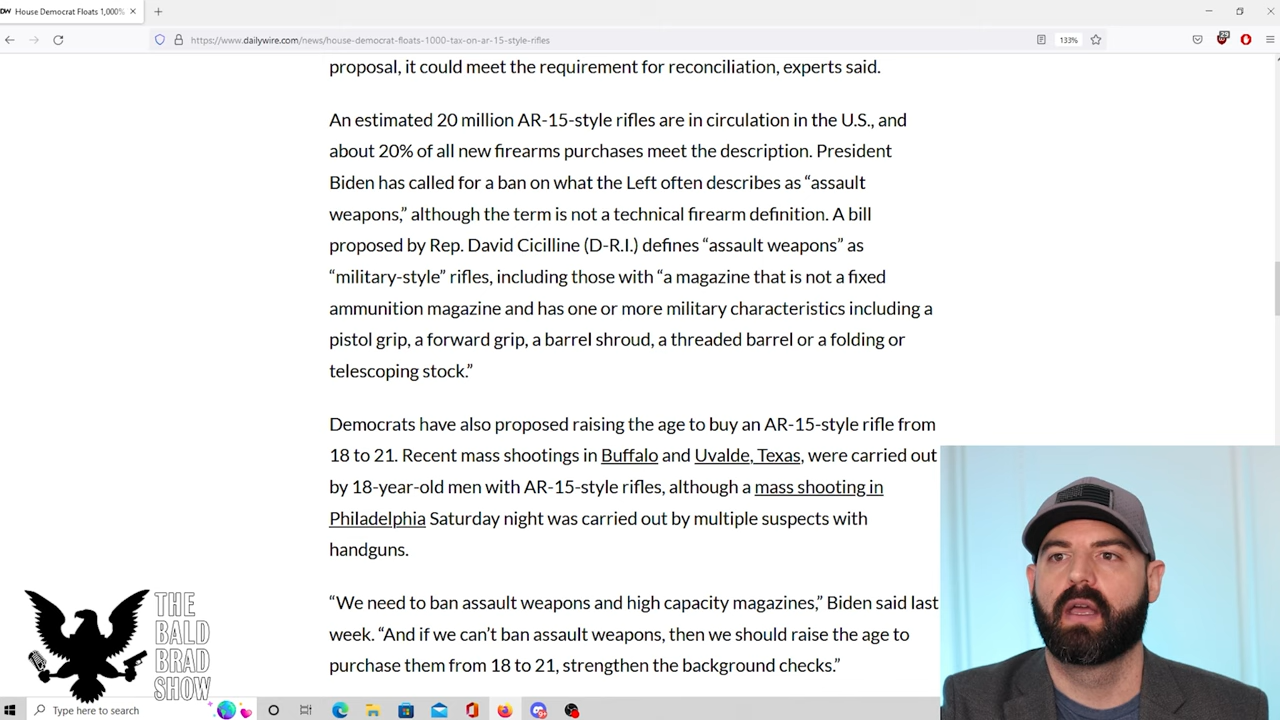 House Democrat Floats 1,000%
https://www.dailywire.com/news/house-democrat-floats-1000-tax-on-ar-15-style-rifles
133%
proposal, it could meet the requirement for reconciliation, experts said.
An estimated 20 million AR-15-style rifles are in circulation in the U.S., and
about 20% of all new firearms purchases meet the description. President
Biden has called for a ban on what the Left often describes as “assault
weapons,” although the term is not a technical firearm definition. A bill
proposed by Rep. David Cicilline (D-R.I.) defines “assault weapons” as
“military-style” rifles, including those with “a magazine that is not a fixed
ammunition magazine and has one or more military characteristics including a
pistol grip, a forward grip, a barrel shroud, a threaded barrel or a folding or
telescoping stock.”
Democrats have also proposed raising the age to buy an AR-15-style rifle from
18 to 21. Recent mass shootings in Buffalo and Uvalde, Texas, were carried out
by 18-year-old men with AR-15-style rifles, although a mass shooting in
Philadelphia Saturday night was carried out by multiple suspects with
handguns.
“We need to ban assault weapons and high capacity magazines,” Biden said last
week. “And if we can’t ban assault weapons, then we should raise the age to
purchase them from 18 to 21, strengthen the background checks.”
THE
BALD
BRAD
SHOW
Type here to search